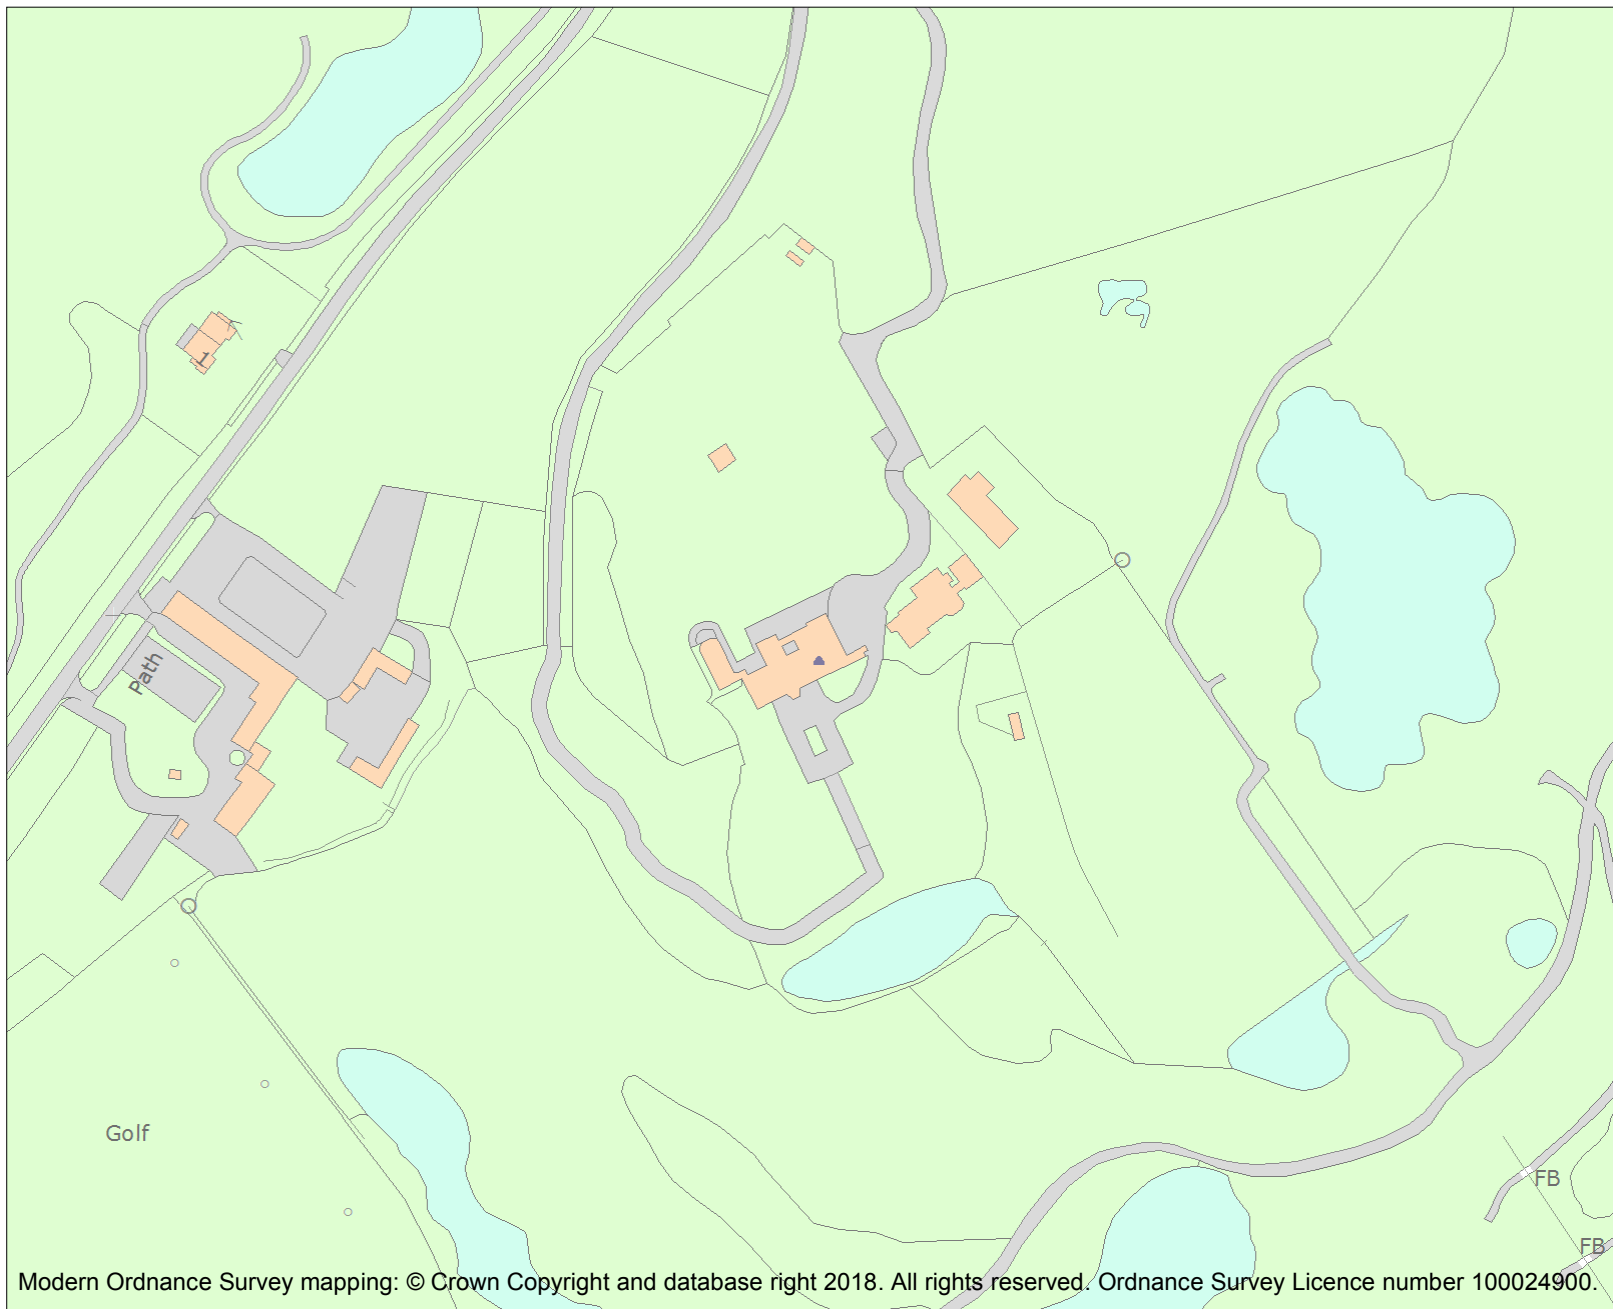 1
Path
Golf
FB
FB
Modern Ordnance Survey mapping: © Crown Copyright and database right 2018. All rights reserved. Ordnance Survey Licence number 100024900.